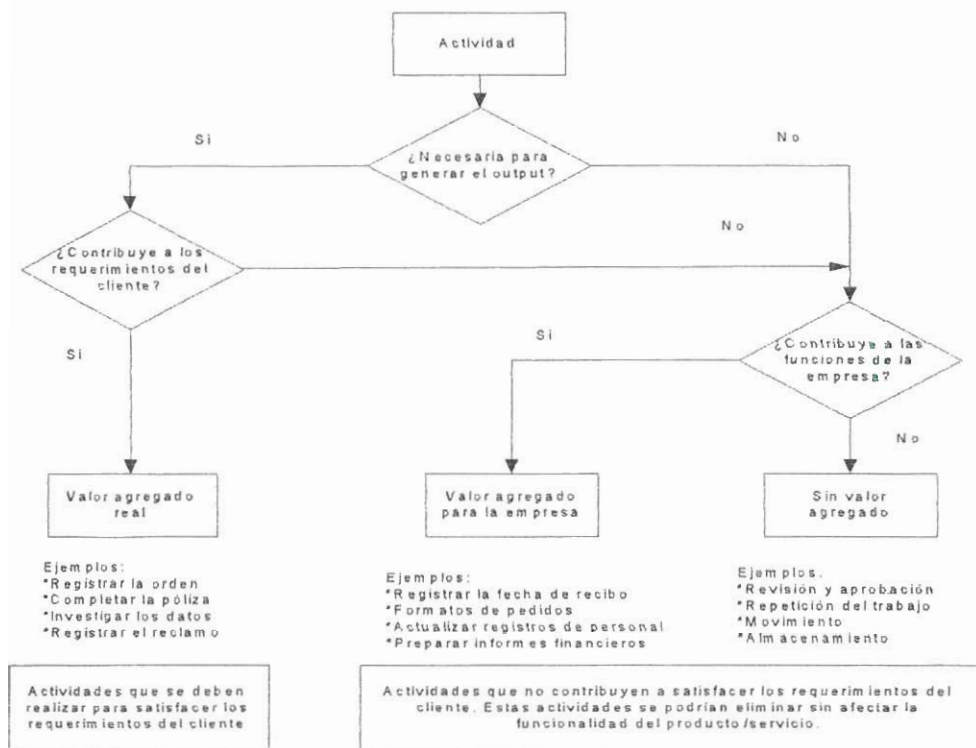 Actividad
Si
No
¿Necesaria para
generar el output?
¿Contribuye a los
requerimientos del
cliente?
No
Si
Si
¿Contribuye a las
funciones de la
empresa?
No
Valor agregado
real
Valor agregado
para la empresa
Sin valor
agregado
Ejemplos:
*Registrar la orden
*Completar la póliza
*Investigar los datos
*Registrar el reclamo
Ejemplos:
*Registrar la fecha de recibo
*Formatos de pedidos
*Actualizar registros de personal
*Preparar informes financieros
Ejemplos.
*Revisión y aprobación
*Repetición del trabajo
*Movimiento
*Almacenamiento
Actividades que se deben
realizar para satisfacer los
requerimientos del cliente
Actividades que no contribuyen a satisfacer los requerimientos del
cliente. Estas actividades se podrían eliminar sin afectar la
funcionalidad del producto/servicio.